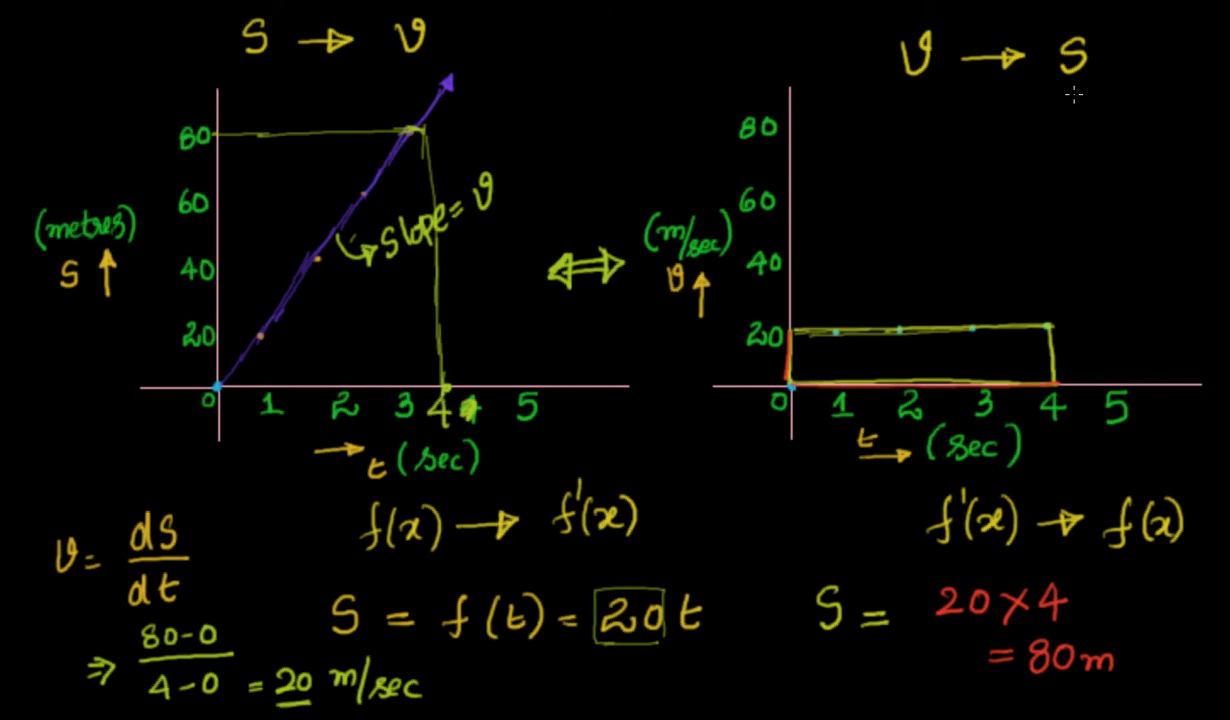 S → v
80
60
(metres)
S ↑
40
20
slope = v
0 1 2 3 4 5
→ t (sec)
⇔
v → S
80
60
(m/sec)
v ↑
40
20
0 1 2 3 4 5
t → (sec)
f(x) → f'(x)
f'(x) → f(x)
v = dS/dt
S = f(t) = 20t
⇒ 80-0/4-0 = 20 m/sec
S = 20×4
= 80m